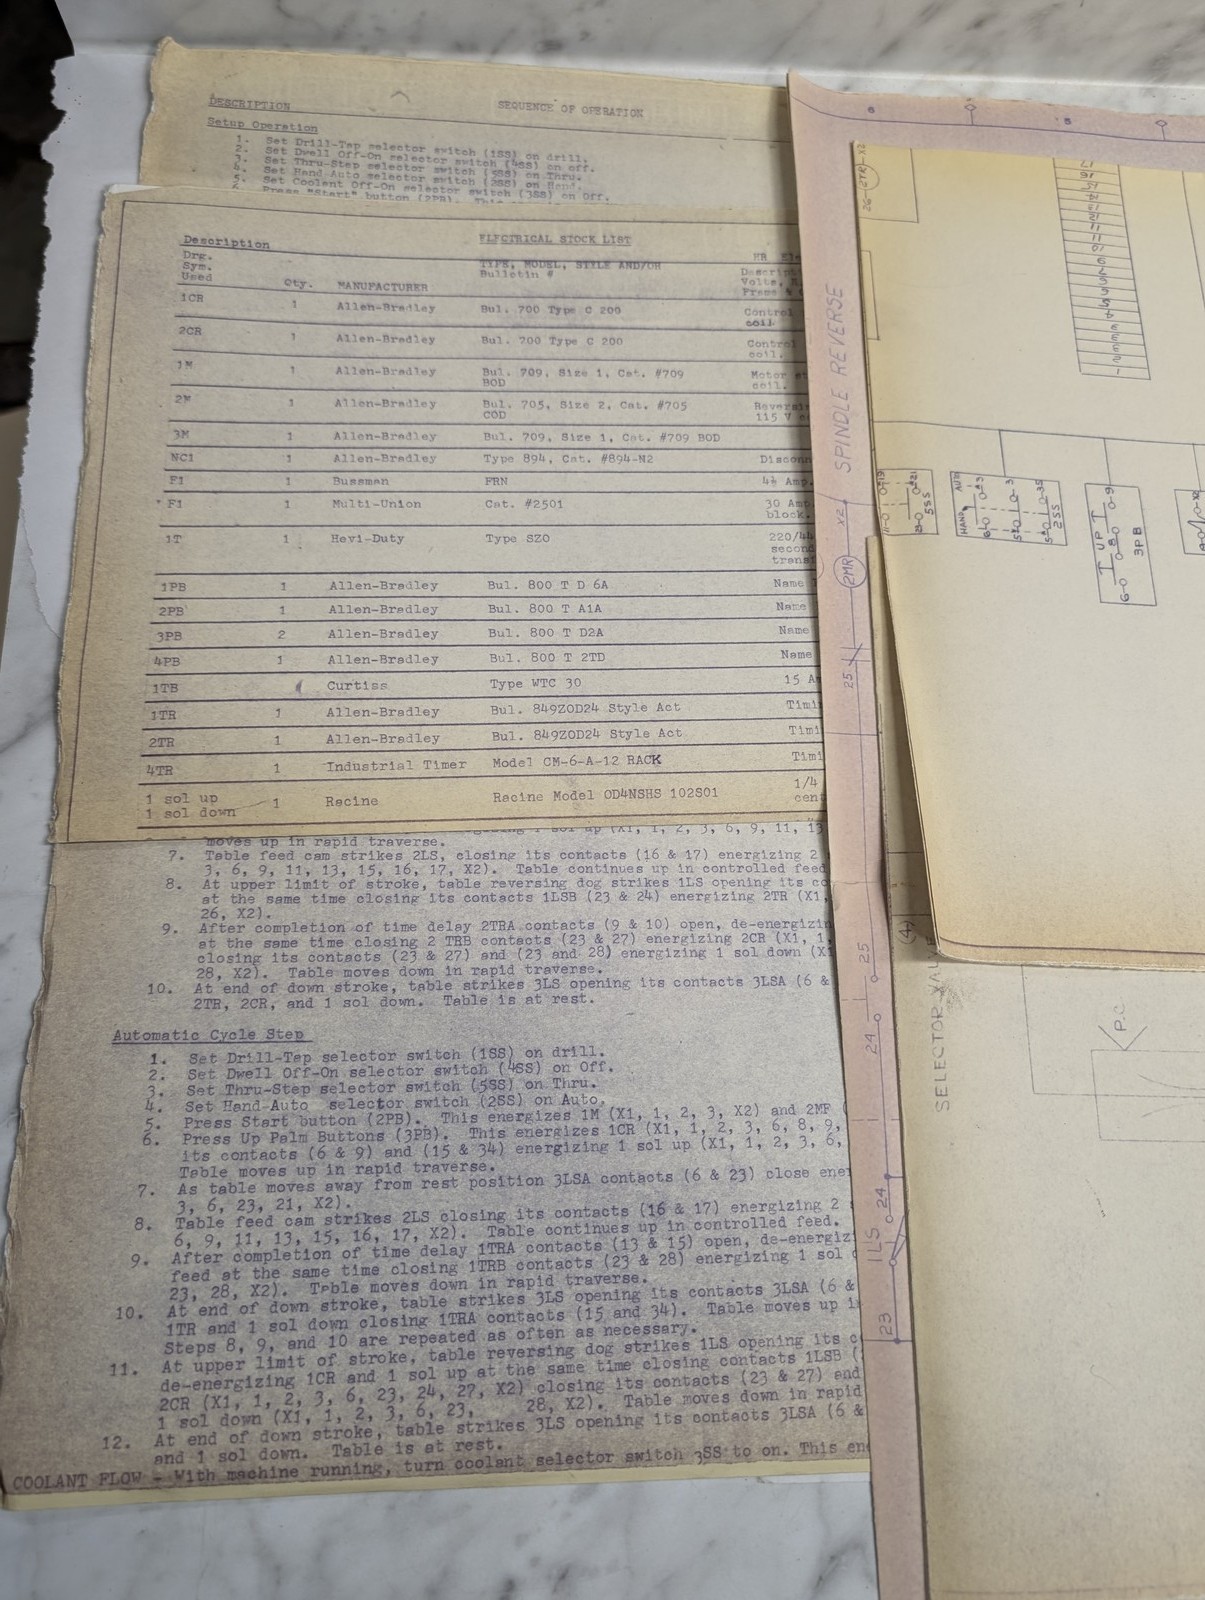 DESCRIPTION
SEQUENCE OF OPERATION
Setup Operation
1. Set Drill-Tap selector switch (1SS) on drill.
2. Set Dwell Off-On selector switch (4SS) on off.
3. Set Thru-Step selector switch (5SS) on Thru.
Set Hand-Auto selector switch (2SS) on Hand.
5. Set Coolant Off-On selector switch (3SS) on Off.
Press "Start" button (2PB).
Description
ELECTRICAL STOCK LIST
Drg. Sym. Used
Qty.
MANUFACTURER
TYPE, MODEL, STYLE AND/OR
Bulletin #
1CR 1 Allen-Bradley Bul. 700 Type C 200 Control
coil.
2CR 1 Allen-Bradley Bul. 700 Type C 200 Control
coil.
1M 1 Allen-Bradley Bul. 709, Size 1, Cat. #709 Motor
BOD coil.
2M 1 Allen-Bradley Bul. 705, Size 2, Cat. #705
COD 115 V
3M 1 Allen-Bradley Bul. 709, Size 1, Cat. #709 BOD
NC1 1 Allen-Bradley Type 894, Cat. #894-N2
F1 1 Bussman FRN
F1 1 Multi-Union Cat. #2501 30
block.
1T 1 Hevi-Duty Type SZO
1PB 1 Allen-Bradley Bul. 800 T D 6A Name
2PB 1 Allen-Bradley Bul. 800 T A1A Name
3PB 2 Allen-Bradley Bul. 800 T D2A Name
4PB 1 Allen-Bradley Bul. 800 T 2TD Name
1TB Curtiss Type WTC 30 15 A
1TR 1 Allen-Bradley Bul. 849ZOD24 Style Act Timi
2TR 1 Allen-Bradley Bul. 849ZOD24 Style Act Timi
4TR 1 Industrial Timer Model CM-6-A-12 RACK Timi
1 sol up 1 Racine Racine Model OD4NSHS 102S01 1/4
1 sol down cent
moves up in rapid traverse.
7. Table feed cam strikes 2LS, closing its contacts (16 & 17) energizing 2
3, 6, 9, 11, 13, 15, 16, 17, X2). Table continues up in controlled feed
8. At upper limit of stroke, table reversing dog strikes 1LS opening its co
at the same time closing its contacts 1LSB (23 & 24) energizing 2TR (X1,
26, X2).
9. After completion of time delay 2TRA contacts (9 & 10) open, de-energizin
at the same time closing 2 TRB contacts (23 & 27) energizing 2CR (X1, 1,
closing its contacts (23 & 27) and (23 and 28) energizing 1 sol down (X1
28, X2). Table moves down in rapid traverse.
10. At end of down stroke, table strikes 3LS opening its contacts 3LSA (6 &
2TR, 2CR, and 1 sol down. Table is at rest.
Automatic Cycle Step
1. Set Drill-Tap selector switch (1SS) on drill.
2. Set Dwell Off-On selector switch (4SS) on Off.
3. Set Thru-Step selector switch (5SS) on Thru.
4. Set Hand-Auto selector switch (2SS) on Auto.
5. Press Start button (2PB). This energizes 1M (X1, 1, 2, 3, X2) and 2MF (
6. Press Up Palm Buttons (3PB). This energizes 1CR (X1, 1, 2, 3, 6, 8, 9,
its contacts (6 & 9) and (15 & 34) energizing 1 sol up (X1, 1, 2, 3, 6,
Table moves up in rapid traverse.
7. As table moves away from rest position 3LSA contacts (6 & 23) close ene
3, 6, 23, 21, X2).
8. Table feed cam strikes 2LS closing its contacts (16 & 17) energizing 2
6, 9, 11, 13, 15, 16, 17, X2). Table continues up in controlled feed.
9. After completion of time delay 1TRA contacts (13 & 15) open, de-energiz
feed at the same time closing 1TRB contacts (23 & 28) energizing 1 sol
23, 28, X2). Table moves down in rapid traverse.
10. At end of down stroke, table strikes 3LS opening its contacts 3LSA (6 &
1TR and 1 sol down closing 1TRA contacts (15 and 34). Table moves up i
Steps 8, 9, and 10 are repeated as often as necessary.
11. At upper limit of stroke, table reversing dog strikes 1LS opening its c
de-energizing 1CR and 1 sol up at the same time closing contacts 1LSB (
2CR (X1, 1, 2, 3, 6, 23, 24, 27, X2) closing its contacts (23 & 27) and
1 sol down (X1, 1, 2, 3, 6, 23, 28, X2). Table moves down in rapid
12. At end of down stroke, table strikes 3LS opening its contacts 3LSA (6 &
and 1 sol down. Table is at rest.
COOLANT FLOW - With machine running, turn coolant selector switch 3SS to on. This en
SPINDLE REVERSE
25 2MR X2
26 2TR X2
HAND AUTO
5SS
2SS
UP
3PB
SELECTOR VALVE
(4)
P.C.
24 25
23 1LS 24